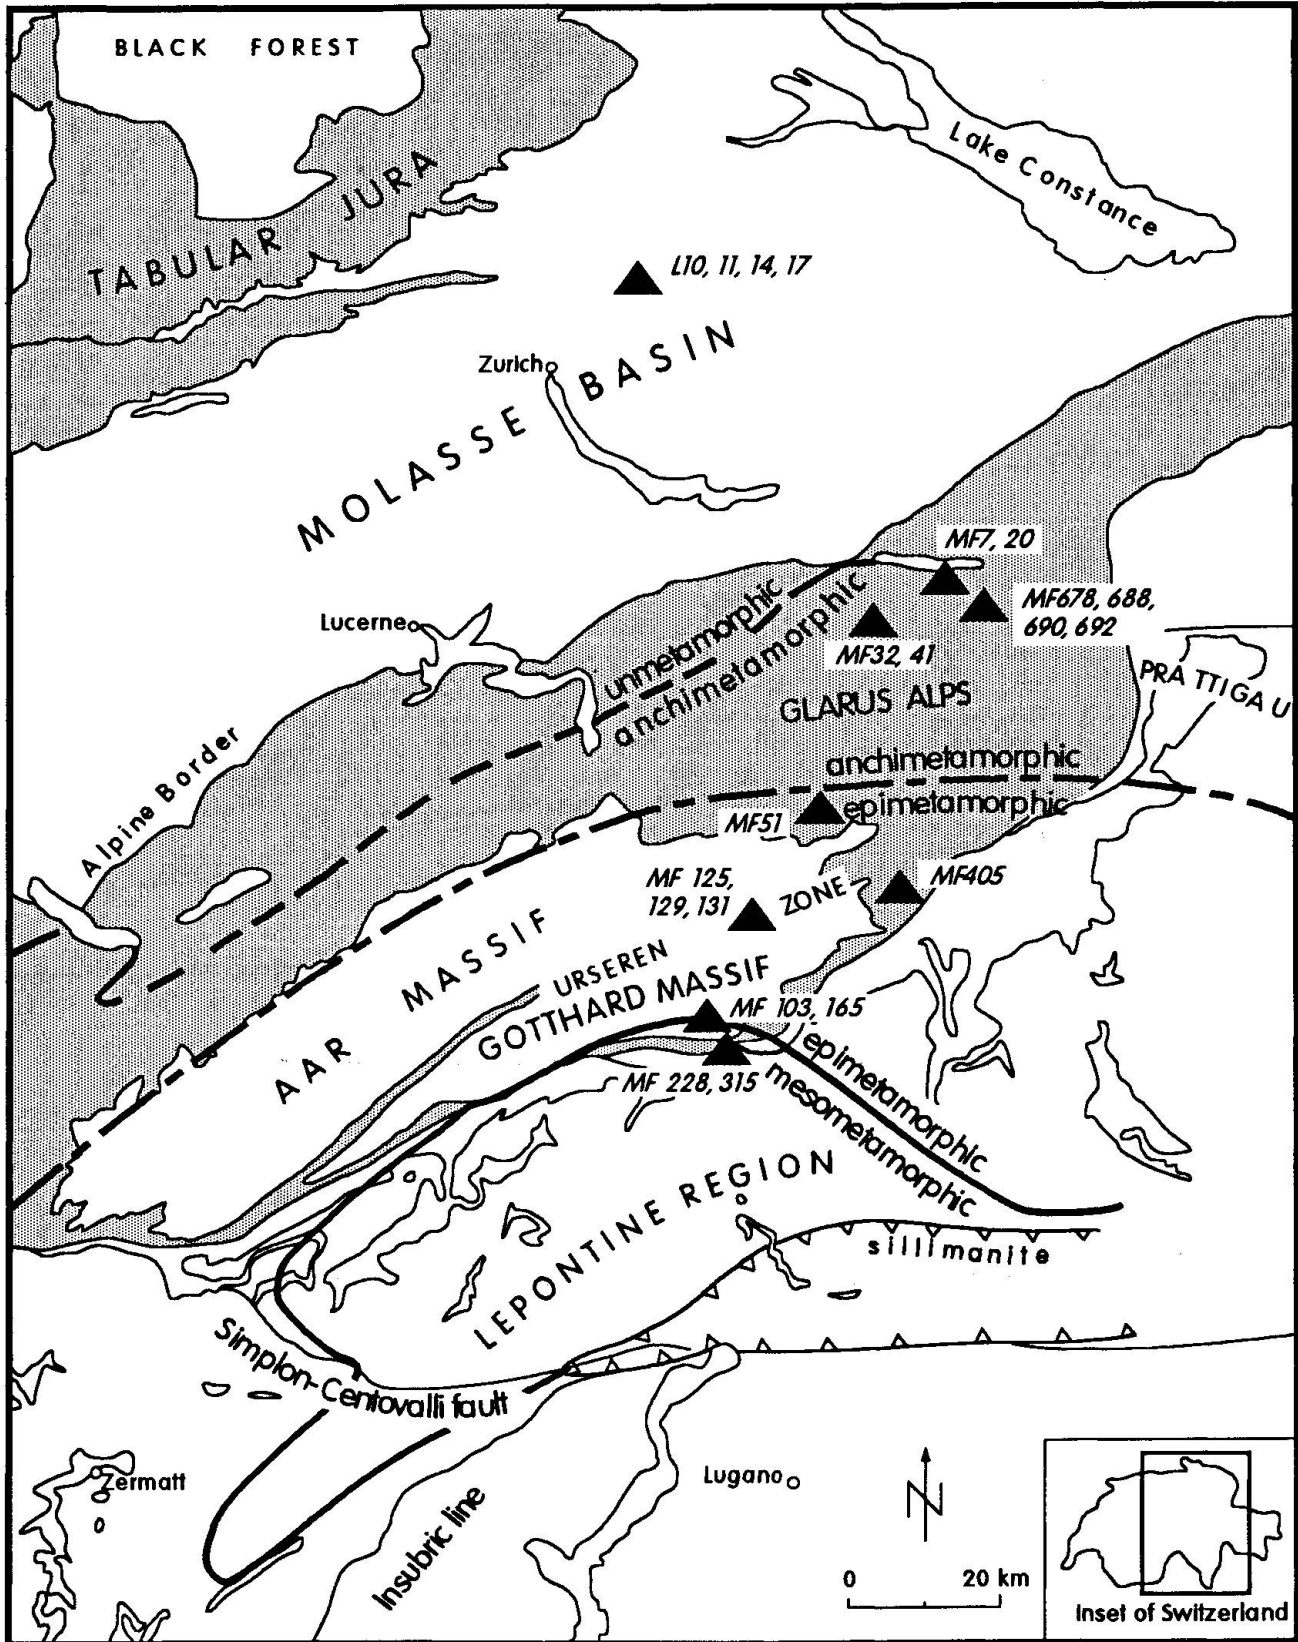 BLACK FOREST
Lake Constance
TABULAR JURA
L10, 11, 14, 17
Zurich
MOLASSE BASIN
MF7, 20
MF678, 688,
690, 692
Lucerne
unmetamorphic
anchimetamorphic
MF32, 41
PRÄTTIGAU
GLARUS ALPS
Alpine Border
anchimetamorphic
epimetamorphic
MF51
MF 125,
129, 131
ZONE
MF405
AAR MASSIF
URSEREN
GOTTHARD MASSIF
MF 103, 165
MF 228, 315
epimetamorphic
mesometamorphic
LEPONTINE REGION
sillimanite
Simplon-Centovalli fault
Zermatt
Insubric line
Lugano
N
0 20 km
Inset of Switzerland